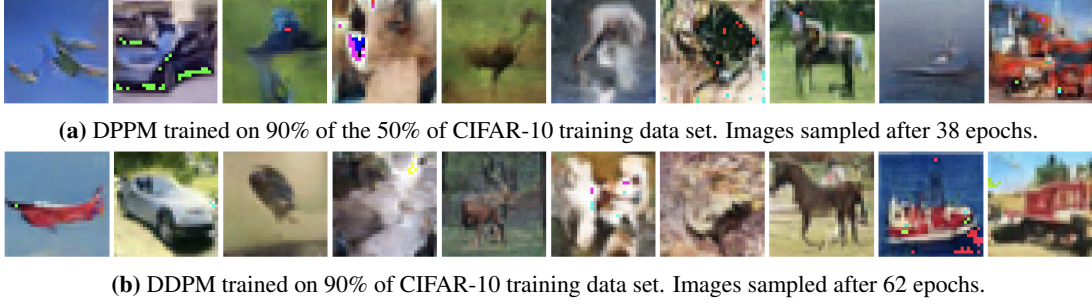 (a) DPPM trained on 90% of the 50% of CIFAR-10 training data set. Images sampled after 38 epochs.
(b) DDPM trained on 90% of CIFAR-10 training data set. Images sampled after 62 epochs.